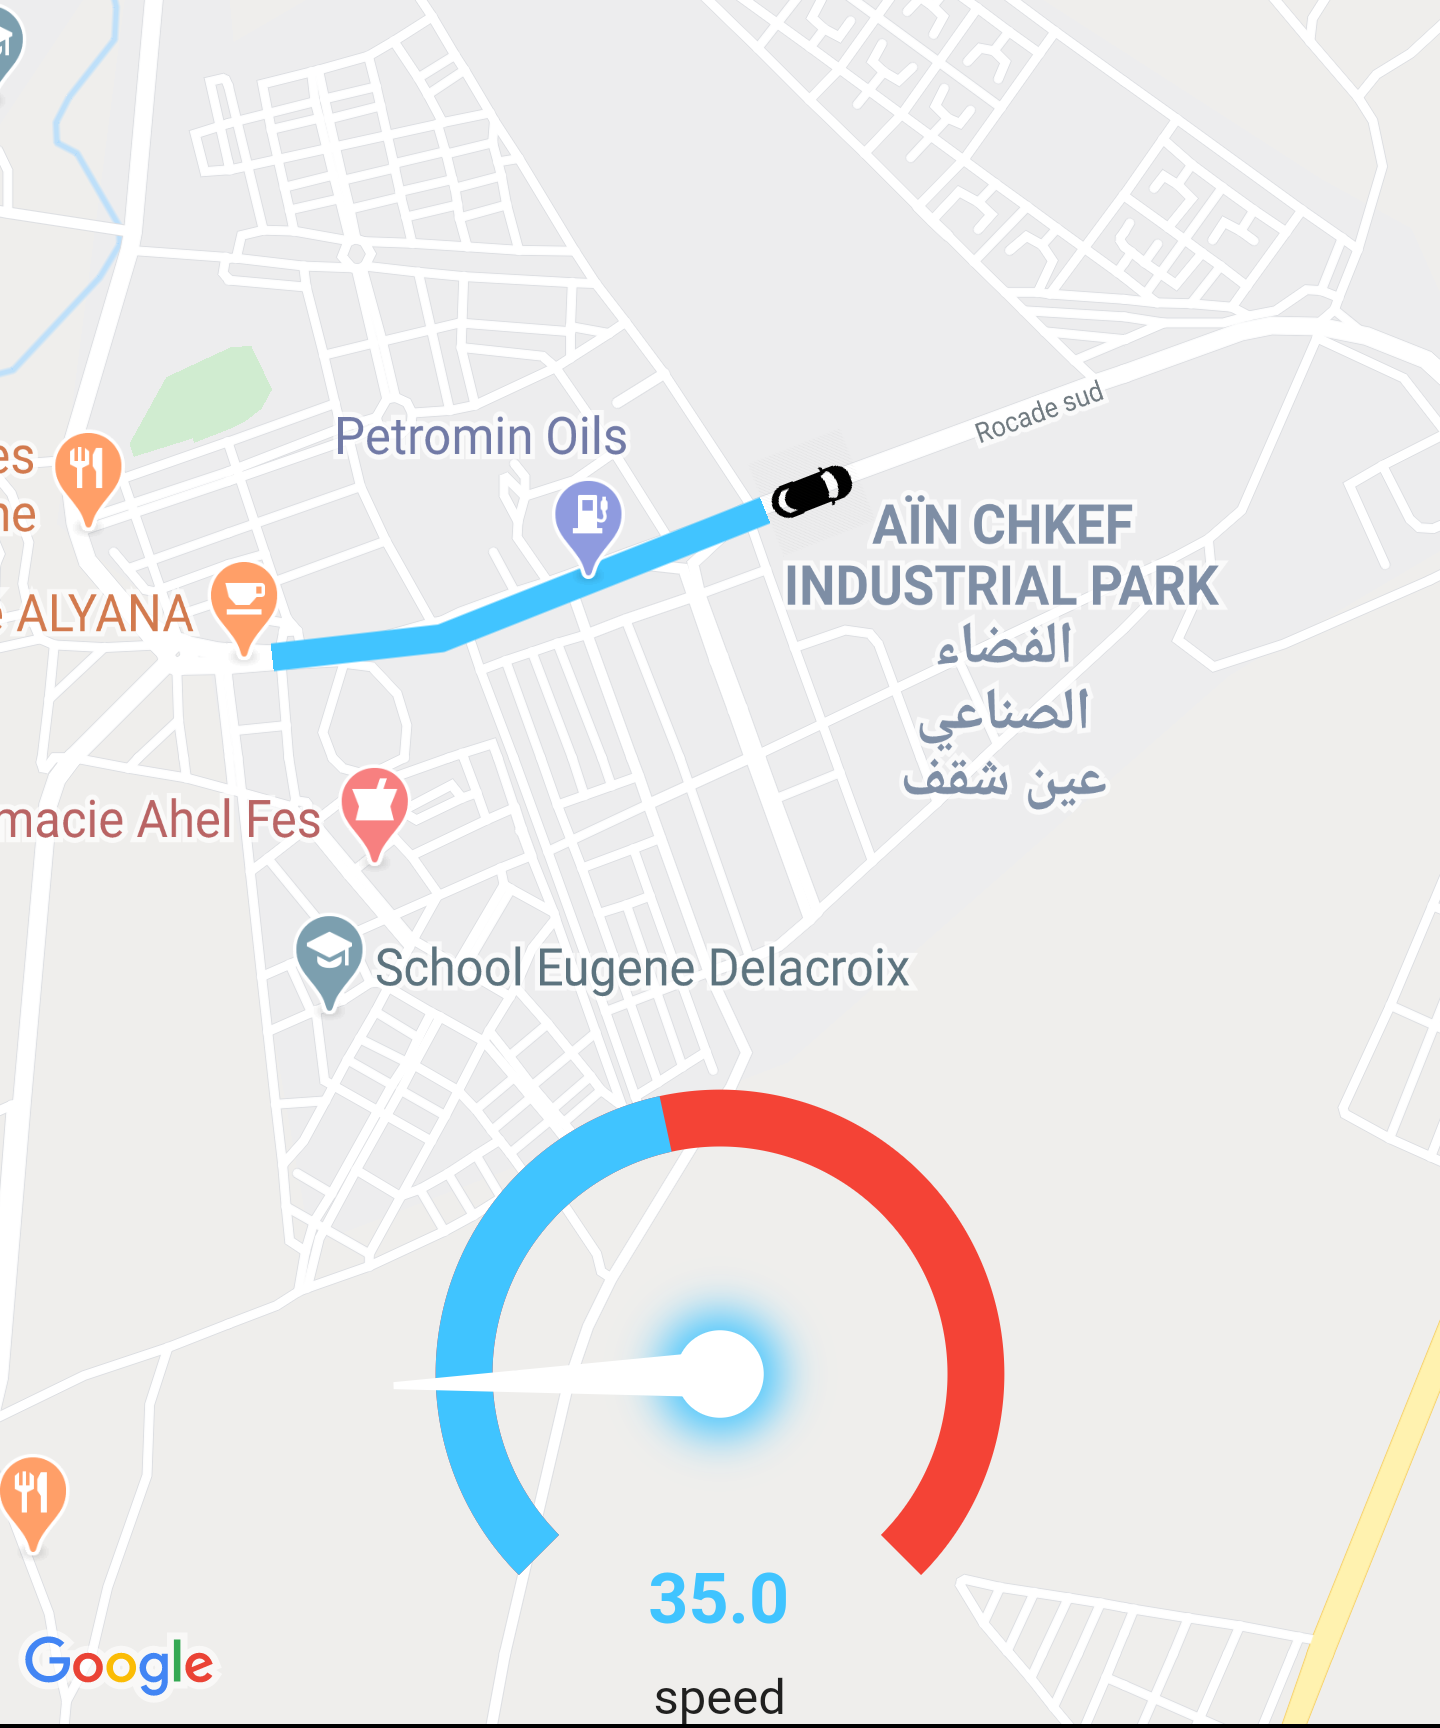 Rocade sud
Petromin Oils
es
ne
AÏN CHKEF
INDUSTRIAL PARK
الفضاء
الصناعي
عين شقف
ALYANA
macie Ahel Fes
School Eugene Delacroix
35.0
Google
speed